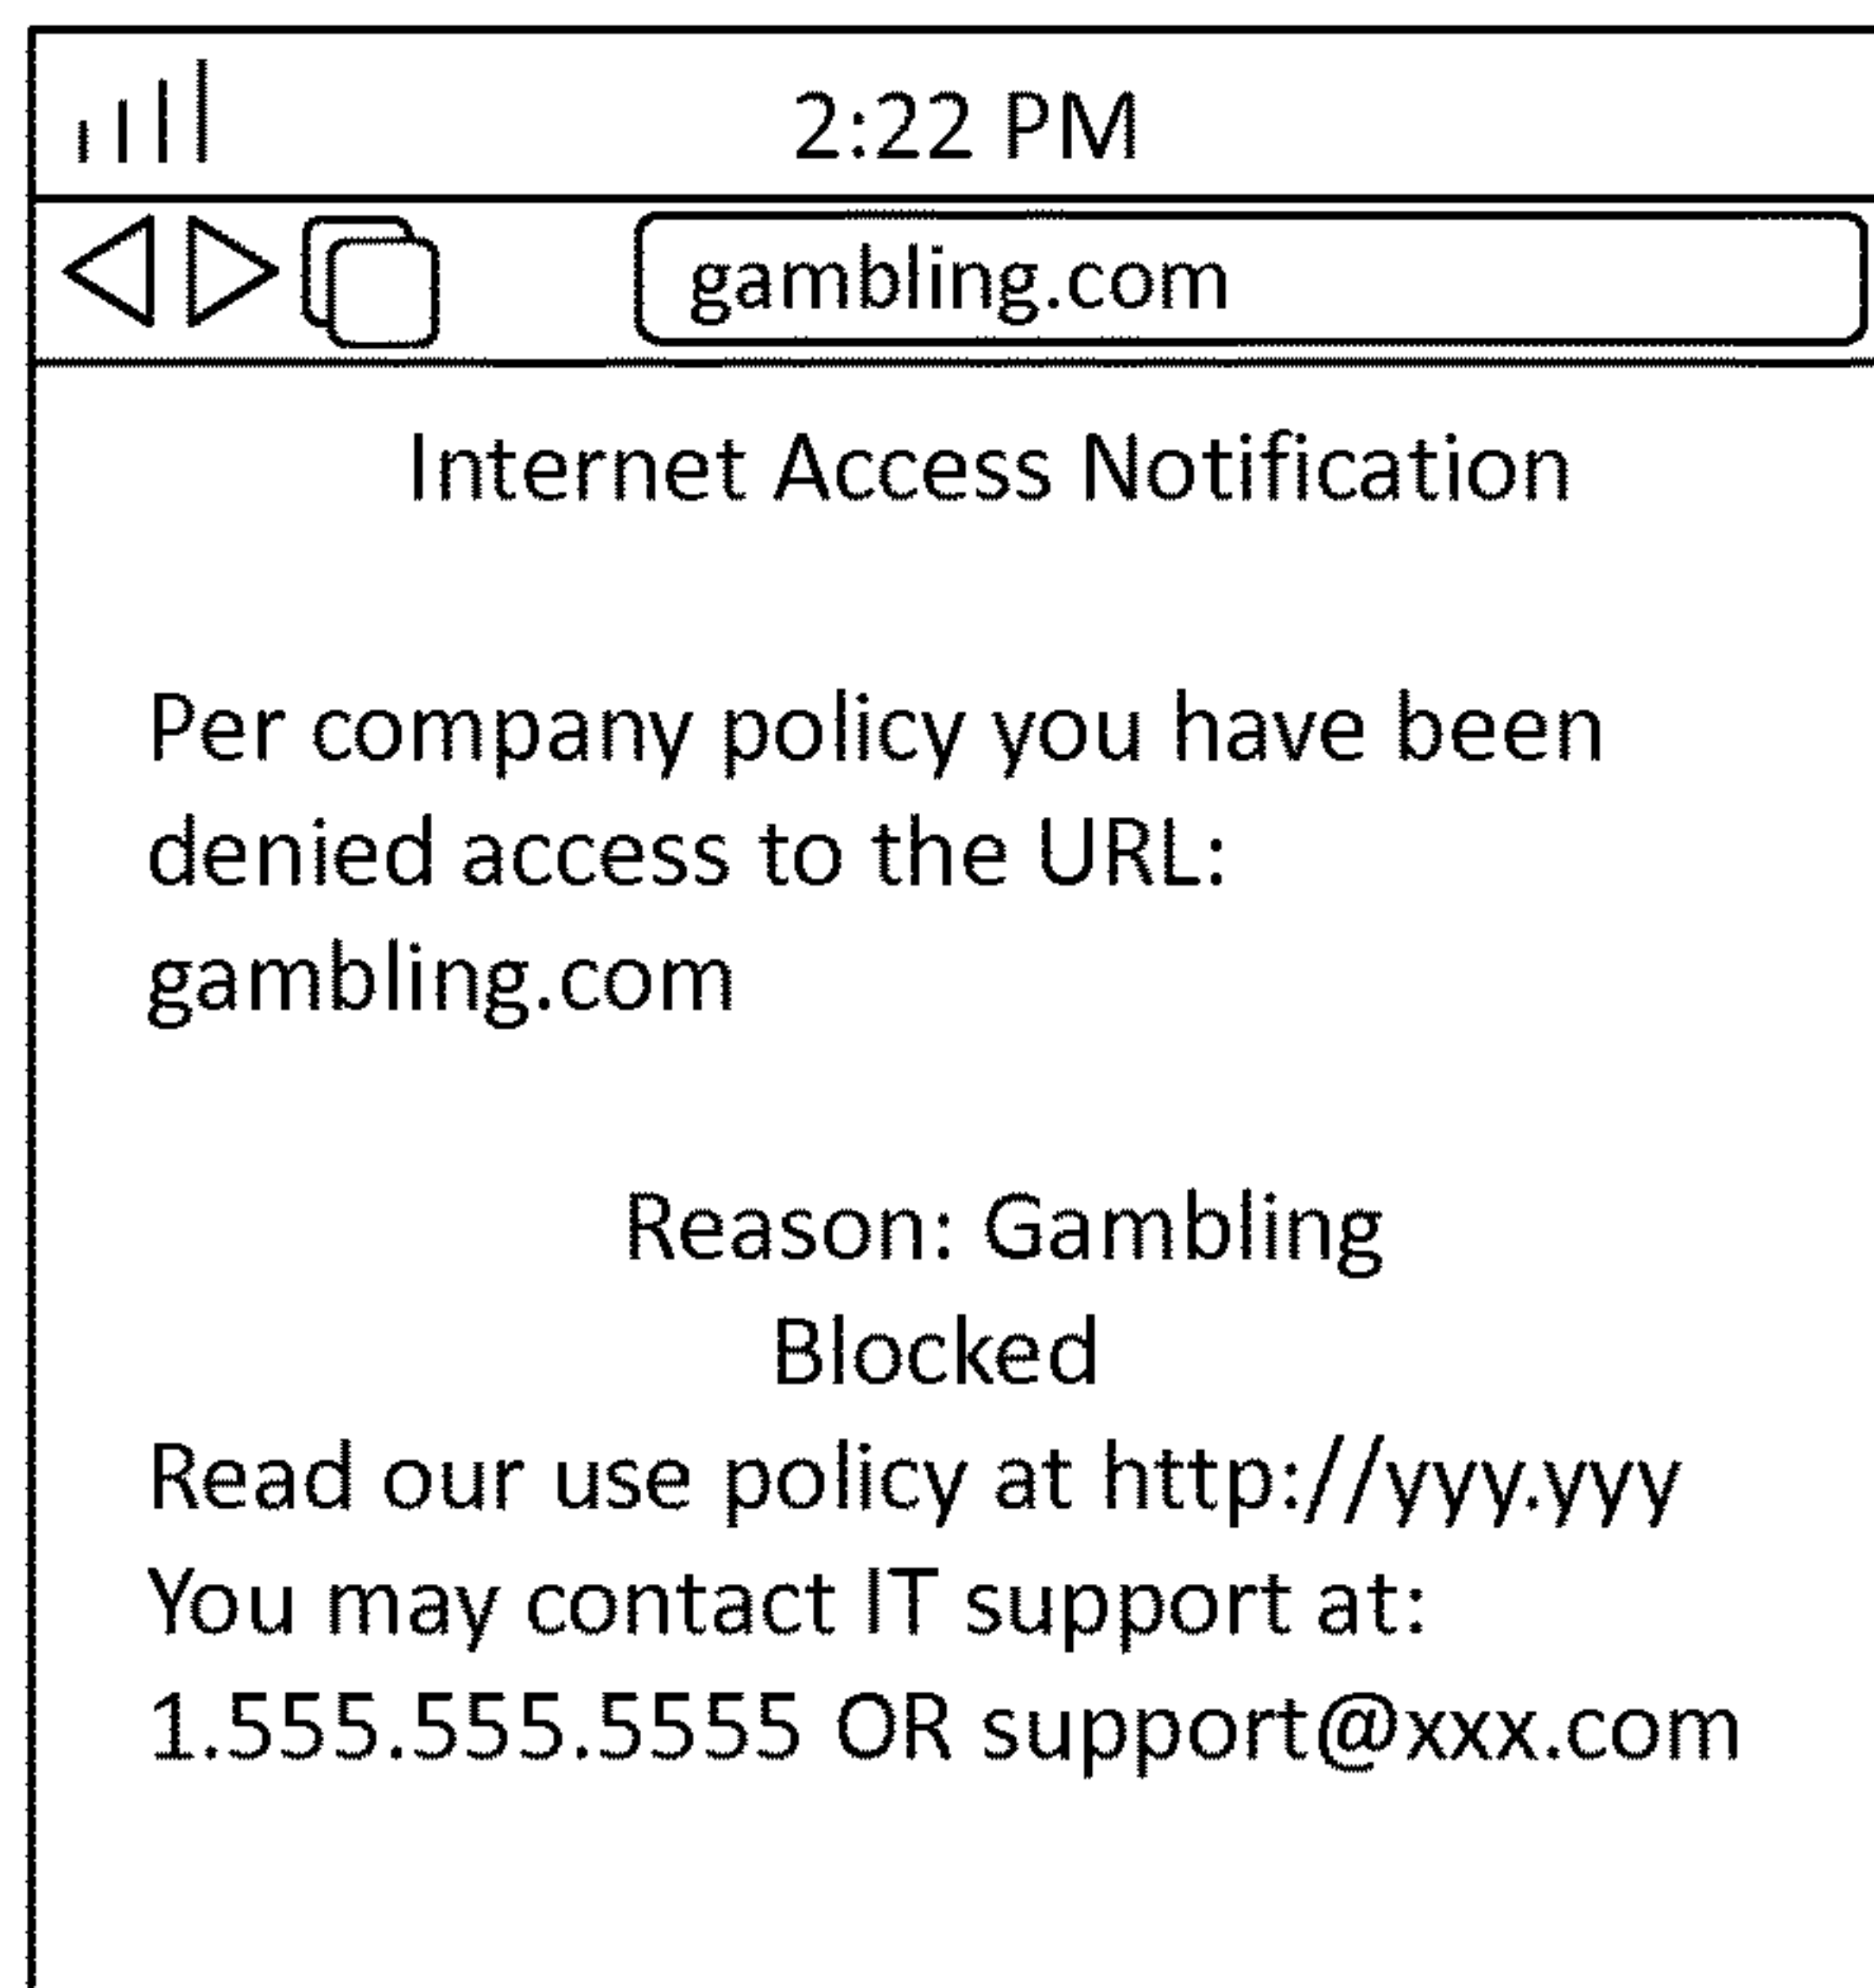 2:22 PM
gambling.com
Internet Access Notification
Per company policy you have been
denied access to the URL:
gambling.com
Reason: Gambling
Blocked
Read our use policy at http://yyy.yyy
You may contact IT support at:
1.555.555.5555 OR support@xxx.com